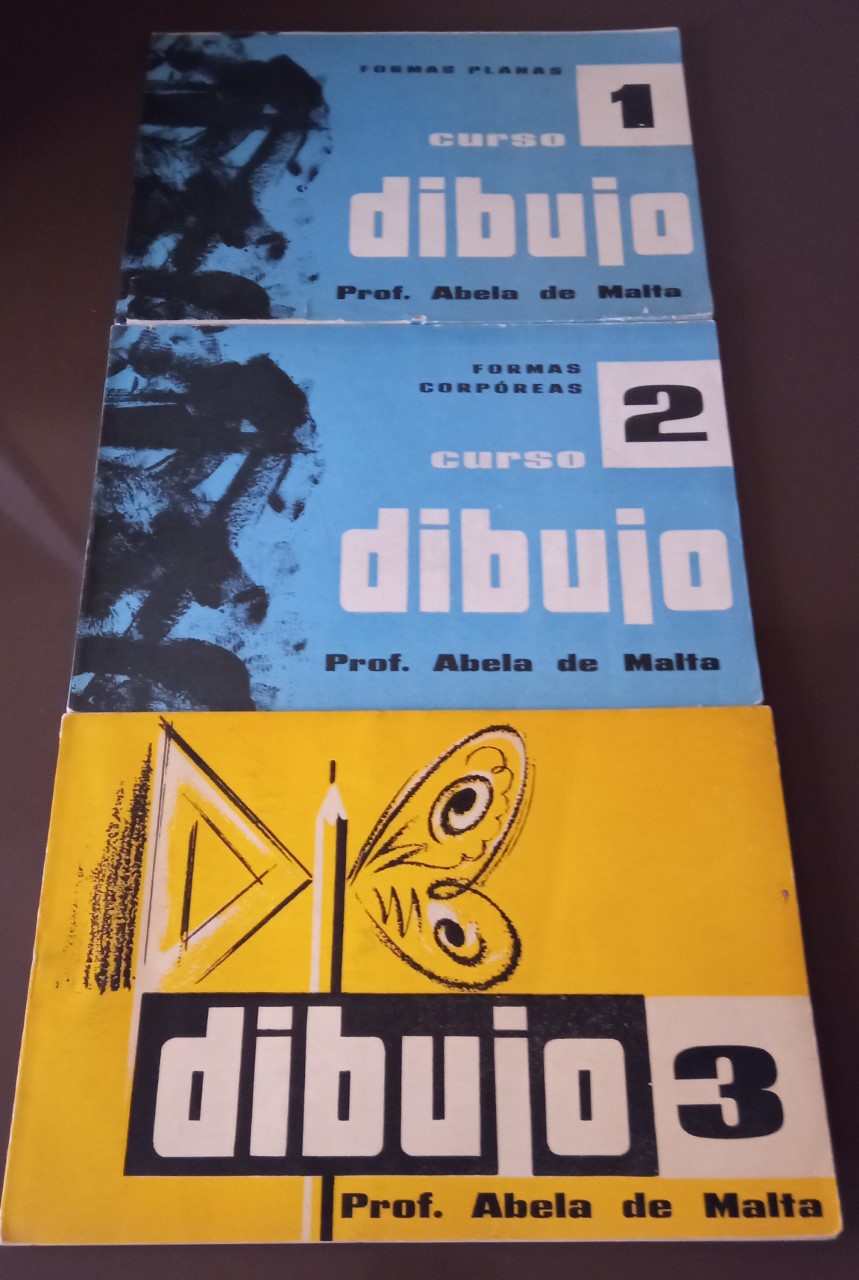 FORMAS PLANAS
1
curso
dibujo
Prof. Abela de Malta
FORMAS
CORPÓREAS
2
curso
dibujo
Prof. Abela de Malta
dibujo 3
Prof. Abela de Malta